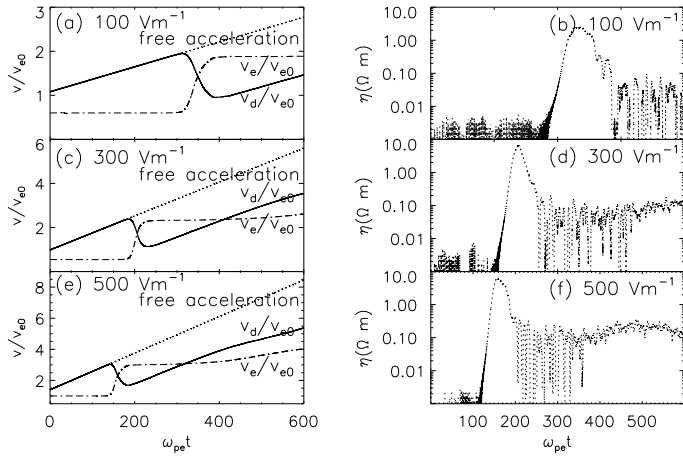 (a) 100 Vm⁻¹
free acceleration
v_e/v_e0
v_d/v_e0
v/v_e0
3
2
1
(b) 100 Vm⁻¹
η(Ω m)
10.0
1.00
0.10
0.01
(c) 300 Vm⁻¹
free acceleration
v_d/v_e0
v_e/v_e0
v/v_e0
6
4
2
(d) 300 Vm⁻¹
η(Ω m)
10.0
1.00
0.10
0.01
(e) 500 Vm⁻¹
free acceleration
v_d/v_e0
v_e/v_e0
v/v_e0
8
6
4
2
0 100 200 300 400 500 600
ω_pe t
(f) 500 Vm⁻¹
η(Ω m)
10.0
1.00
0.10
0.01
100 200 300 400 500
ω_pe t